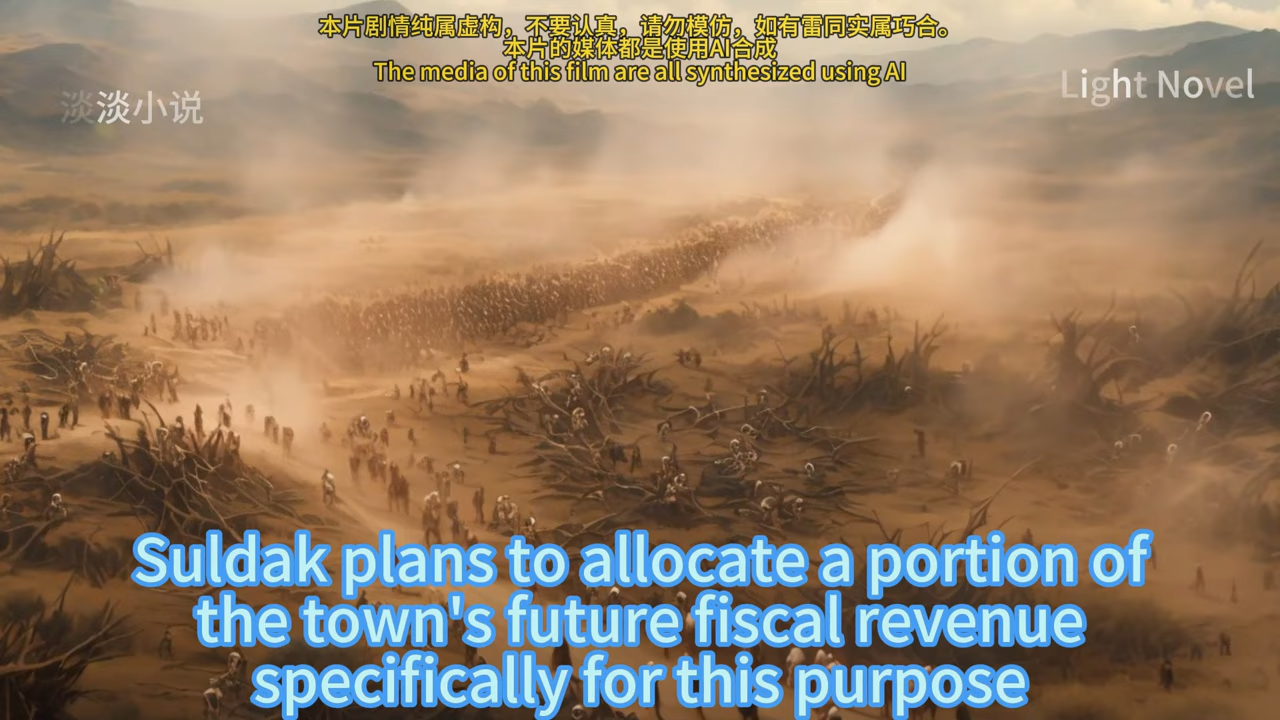 本片剧情纯属虚构，不要认真，请勿模仿，如有雷同实属巧合。
本片的媒体都是使用AI合成
The media of this film are all synthesized using AI
淡淡小说
Light Novel
Suldak plans to allocate a portion of
the town's future fiscal revenue
specifically for this purpose